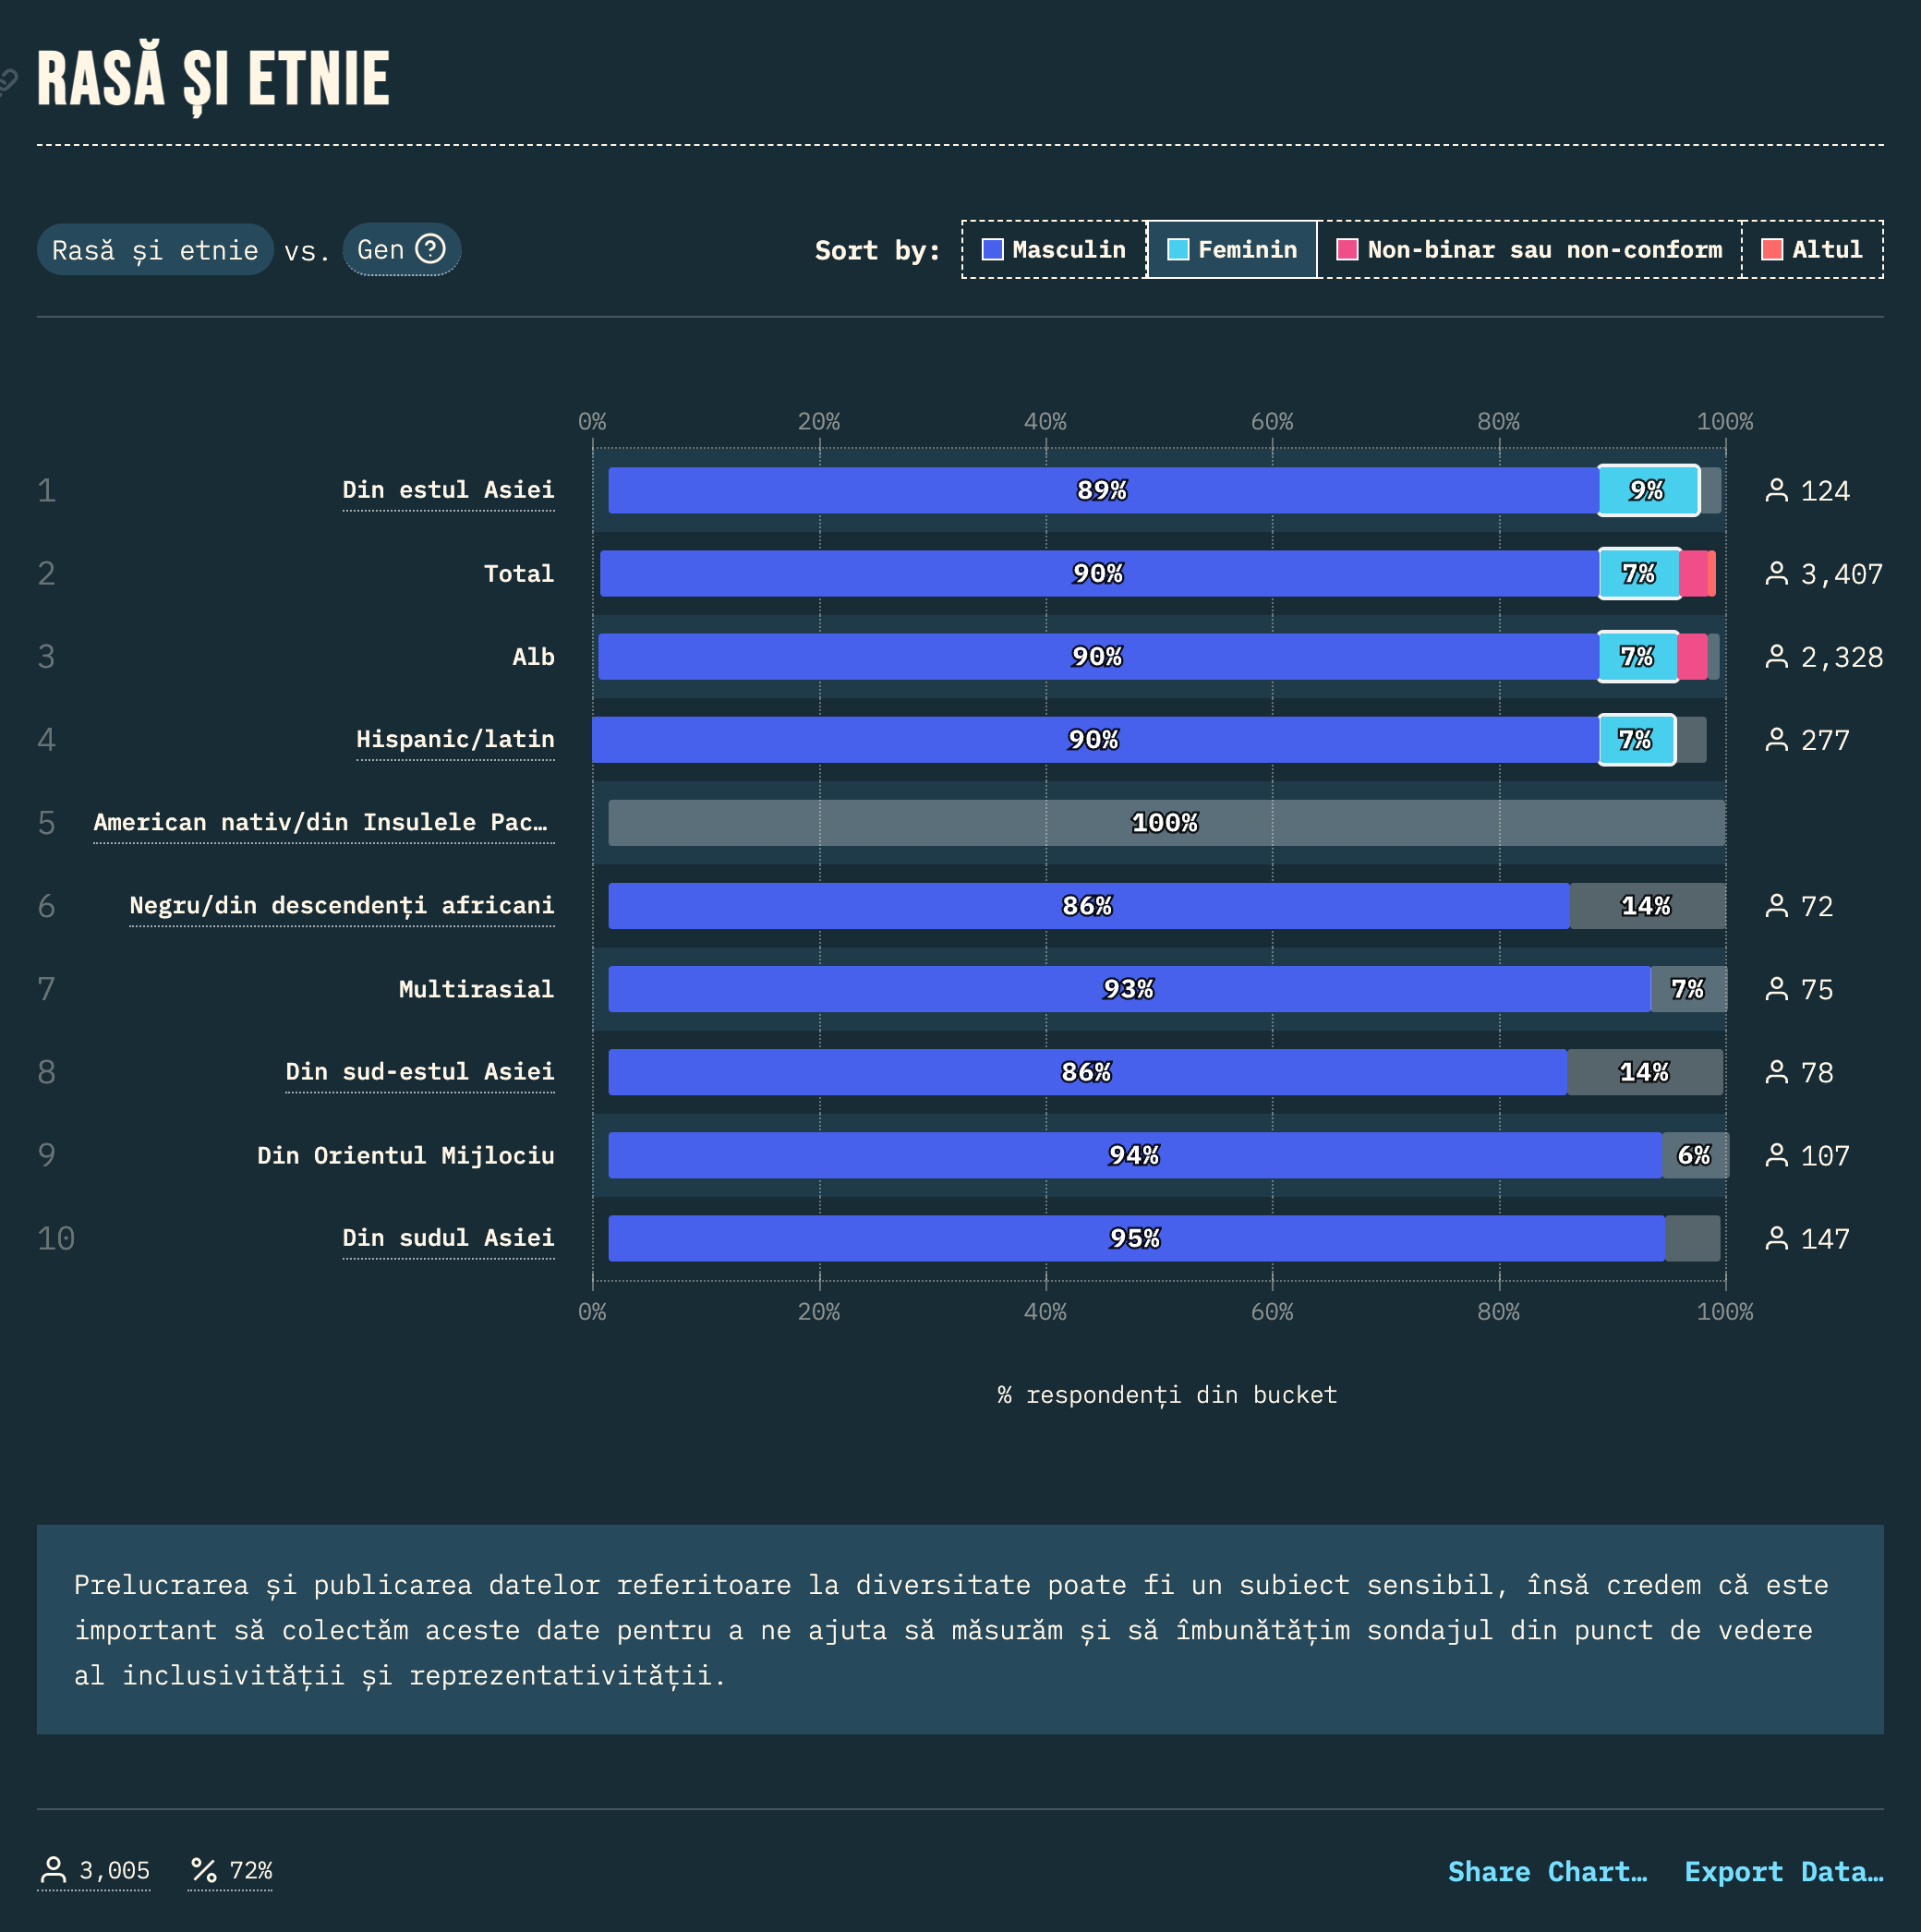 RASĂ ȘI ETNIE
Rasă și etnie vs. Gen ?
Sort by: Masculin Feminin Non-binar sau non-conform Altul
0% 20% 40% 60% 80% 100%
1 Din estul Asiei 89% 9% 124
2 Total 90% 7% 3,407
3 Alb 90% 7% 2,328
4 Hispanic/latin 90% 7% 277
5 American nativ/din Insulele Pac… 100%
6 Negru/din descendenți africani 86% 14% 72
7 Multirasial 93% 7% 75
8 Din sud-estul Asiei 86% 14% 78
9 Din Orientul Mijlociu 94% 6% 107
10 Din sudul Asiei 95% 147
0% 20% 40% 60% 80% 100%
% respondenți din bucket
Prelucrarea și publicarea datelor referitoare la diversitate poate fi un subiect sensibil, însă credem că este
important să colectăm aceste date pentru a ne ajuta să măsurăm și să îmbunătățim sondajul din punct de vedere
al inclusivității și reprezentativității.
3,005 % 72% Share Chart… Export Data…